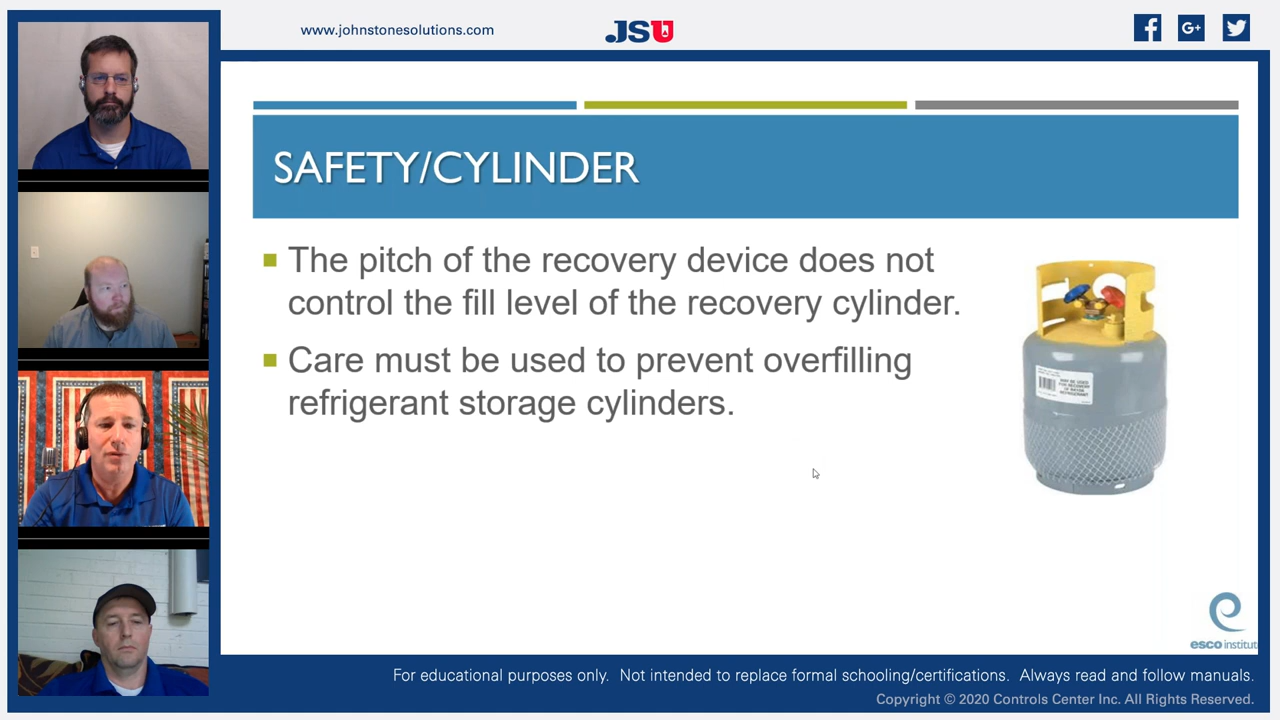 www.johnstonesolutions.com
JSU
G+
SAFETY/CYLINDER
The pitch of the recovery device does not
control the fill level of the recovery cylinder.
Care must be used to prevent overfilling
refrigerant storage cylinders.
esco institut
For educational purposes only. Not intended to replace formal schooling/certifications. Always read and follow manuals.
Copyright © 2020 Controls Center Inc. All Rights Reserved.